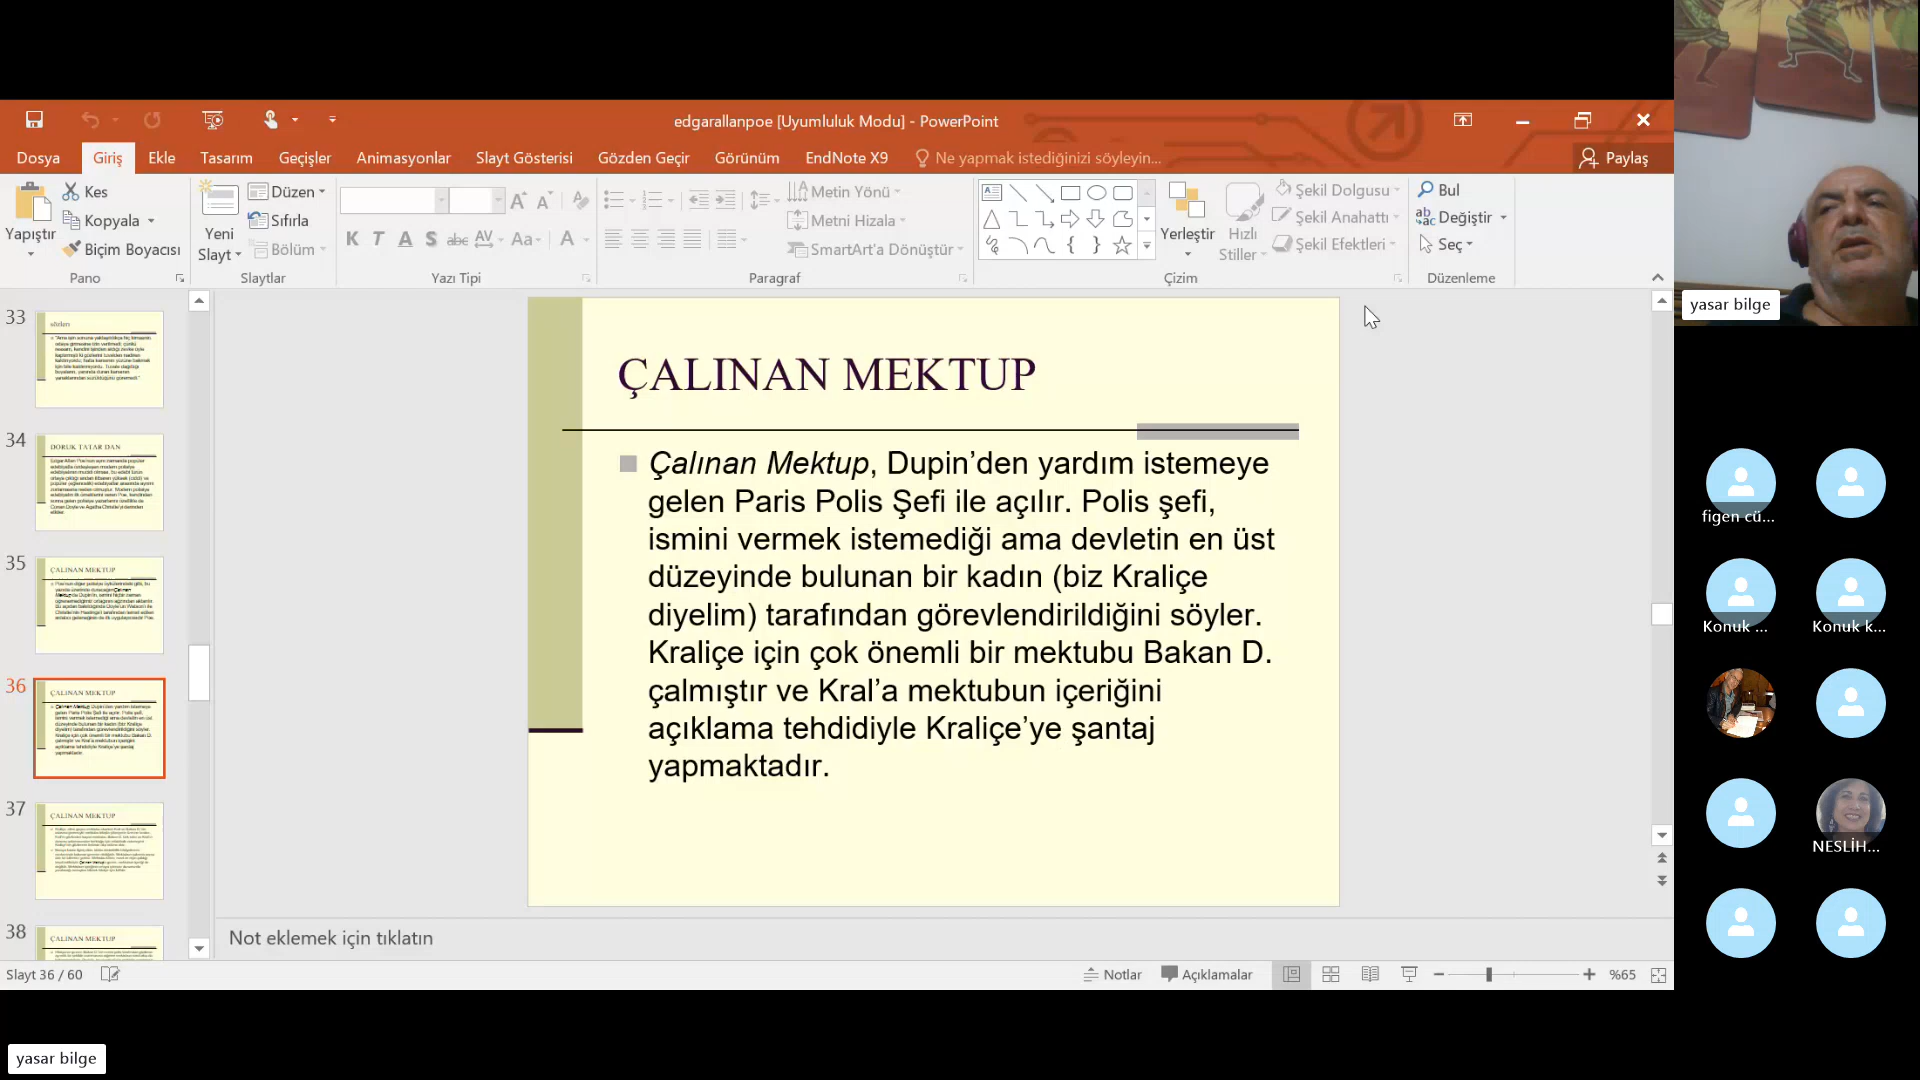 edgarallanpoe [Uyumluluk Modu] - PowerPoint
Dosya Giriş Ekle Tasarım Geçişler Animasyonlar Slayt Gösterisi Gözden Geçir Görünüm EndNote X9 Ne yapmak istediğinizi söyleyin... Paylaş
Yapıştır
Kes
Kopyala
Biçim Boyacısı
Pano
Yeni
Slayt
Düzen
Sıfırla
Bölüm
Slaytlar
K T A S abc AV Aa A
Yazı Tipi
Metin Yönü
Metni Hizala
SmartArt'a Dönüştür
Paragraf
Yerleştir
Hızlı
Stiller
Şekil Dolgusu
Şekil Anahattı
Şekil Efektleri
Çizim
Bul
Değiştir
Seç
Düzenleme
33
sözleri
34
DORUK TATAR DAN
35
ÇALINAN MEKTUP
36
ÇALINAN MEKTUP
37
ÇALINAN MEKTUP
38
ÇALINAN MEKTUP
ÇALINAN MEKTUP
Çalınan Mektup, Dupin’den yardım istemeye
gelen Paris Polis Şefi ile açılır. Polis şefi,
ismini vermek istemediği ama devletin en üst
düzeyinde bulunan bir kadın (biz Kraliçe
diyelim) tarafından görevlendirildiğini söyler.
Kraliçe için çok önemli bir mektubu Bakan D.
çalmıştır ve Kral’a mektubun içeriğini
açıklama tehdidiyle Kraliçe’ye şantaj
yapmaktadır.
Not eklemek için tıklatın
Slayt 36 / 60
Notlar Açıklamalar %65
yasar bilge
figen cü...
Konuk ... Konuk k...
NESLİH...
yasar bilge